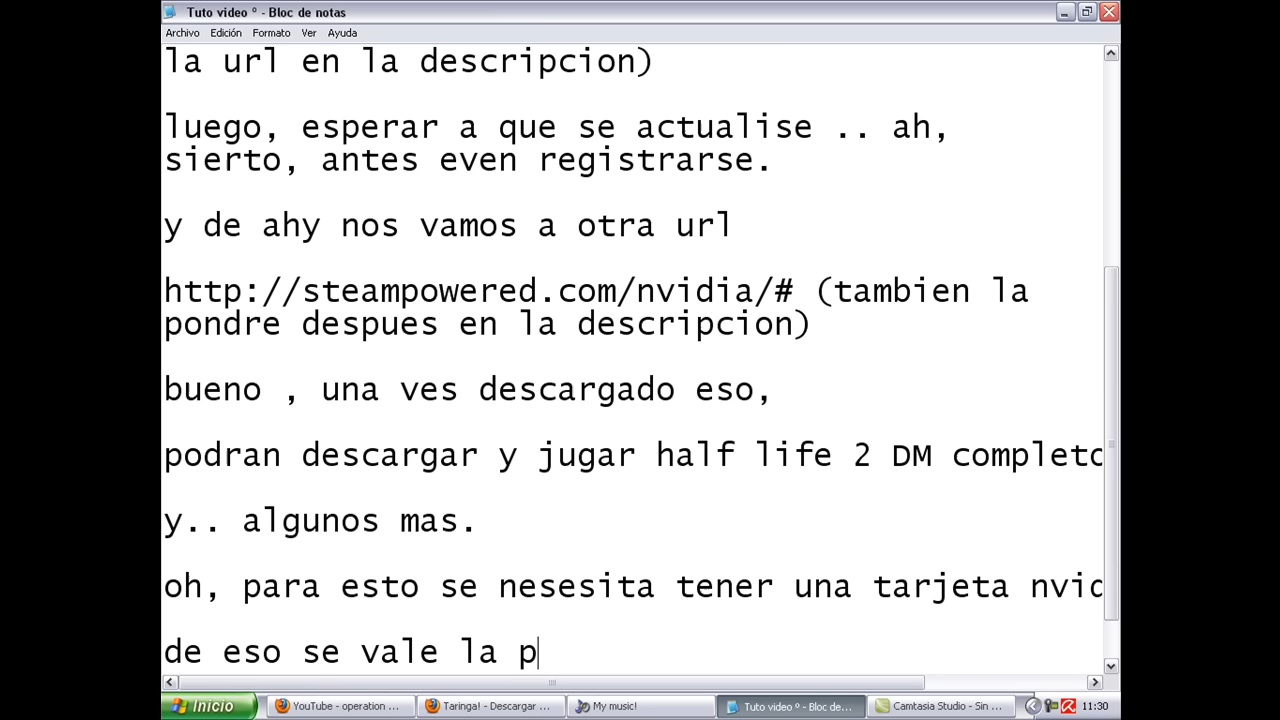 Tuto video º - Bloc de notas
Archivo Edición Formato Ver Ayuda
la url en la descripcion)
luego, esperar a que se actualise .. ah,
sierto, antes even registrarse.
y de ahy nos vamos a otra url
http://steampowered.com/nvidia/# (tambien la
pondre despues en la descripcion)
bueno , una ves descargado eso,
podran descargar y jugar half life 2 DM completo
y.. algunos mas.
oh, para esto se nesesita tener una tarjeta nvid
de eso se vale la p
Inicio YouTube - opercion ... Taringa! - Descargar ... My music! Tuto video º - Bloc de... Camtasia Studio - Sin ... 11:30